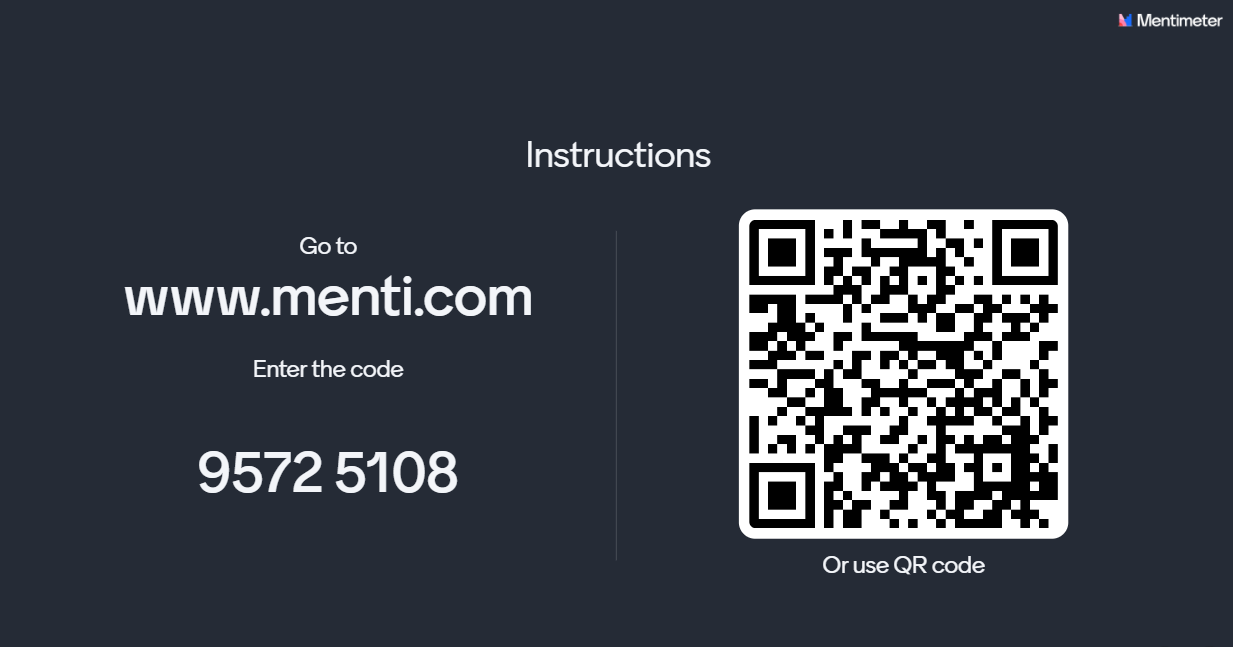 Mentimeter
Instructions
Go to
www.menti.com
Enter the code
9572 5108
Or use QR code